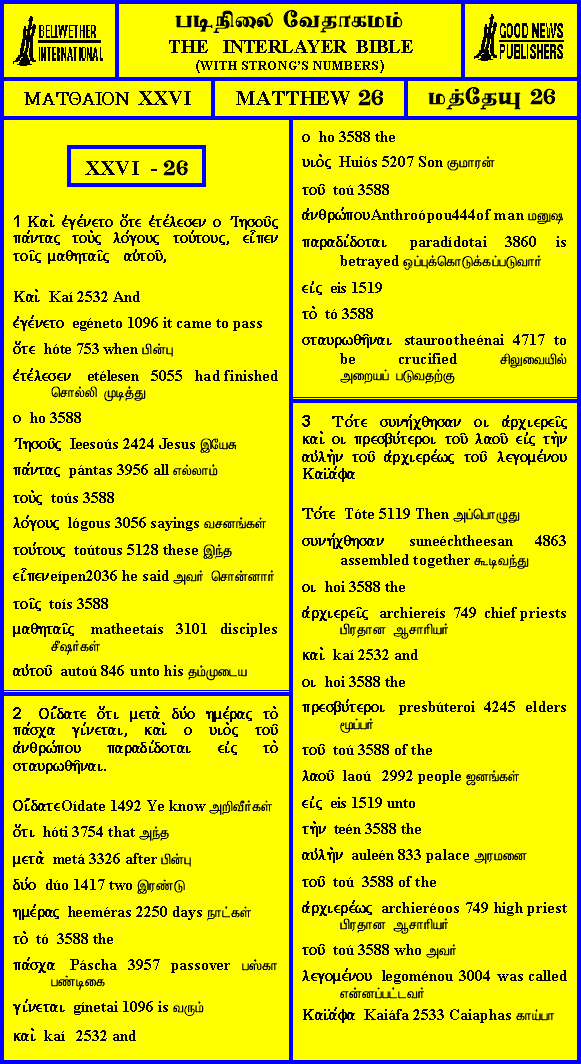 BELLWETHER
INTERNATIONAL
படிநிலை வேதாகமம்
THE INTERLAYER BIBLE
(WITH STRONG'S NUMBERS)
GOOD NEWS
PUBLISHERS
ΜΑΤΘΑΙΟΝ XXVI
MATTHEW 26
மத்தேயு 26
XXVI - 26
1 Καὶ ἐγένετο ὅτε ἐτέλεσεν ο Ἰησοῦς
πάντας τοὺς λόγους τούτους, εἶπεν
τοῖς μαθηταῖς αὐτοῦ,
Καὶ Kaí 2532 And
ἐγένετο egéneto 1096 it came to pass
ὅτε hóte 753 when பின்பு
ἐτέλεσεν etélesen 5055 had finished
சொல்லி முடித்து
ο ho 3588
Ἰησοῦς Ieesoús 2424 Jesus இயேசு
πάντας pántas 3956 all எல்லாம்
τοὺς toús 3588
λόγους lógous 3056 sayings வசனங்கள்
τούτους toútous 5128 these இந்த
εἶπεν eípen2036 he said அவர் சொன்னார்
τοῖς toís 3588
μαθηταῖς matheetaís 3101 disciples
சீஷர்கள்
αὐτοῦ autoú 846 unto his தம்முடைய
2 Οἴδατε ὅτι μετὰ δύο ημέρας τὸ
πάσχα γίνεται, καὶ ο υιὸς τοῦ
ἀνθρώπου παραδίδοται εἰς τὸ
σταυρωθῆναι.
Οἴδατε Oídate 1492 Ye know அறிவீர்கள்
ὅτι hóti 3754 that அந்த
μετὰ metá 3326 after பின்பு
δύο dúo 1417 two இரண்டு
ημέρας heeméras 2250 days நாட்கள்
τὸ tó 3588 the
πάσχα Páscha 3957 passover பஸ்கா
பண்டிகை
γίνεται gínetai 1096 is வரும்
καὶ kaí 2532 and
ο ho 3588 the
υιὸς Huiós 5207 Son குமாரன்
τοῦ toú 3588
ἀνθρώπου Anthroópou444of man மனுஷ
παραδίδοται paradídotai 3860 is
betrayed ஒப்புக்கொடுக்கப்படுவார்
εἰς eis 1519
τὸ tó 3588
σταυρωθῆναι staurootheénai 4717 to
be crucified சிலுவையில்
அறையப் படுவதற்கு
3 Τότε συνήχθησαν οι ἀρχιερεῖς
καὶ οι πρεσβύτεροι τοῦ λαοῦ εἰς τὴν
αὐλὴν τοῦ ἀρχιερέως τοῦ λεγομένου
Καϊάφα
Τότε Tóte 5119 Then அப்பொழுது
συνήχθησαν suneéchtheesan 4863
assembled together கூடிவந்து
οι hoi 3588 the
ἀρχιερεῖς archiereís 749 chief priests
பிரதான ஆசாரியர்
καὶ kaí 2532 and
οι hoi 3588 the
πρεσβύτεροι presbúteroi 4245 elders
மூப்பர்
τοῦ toú 3588 of the
λαοῦ laoú 2992 people ஜனங்கள்
εἰς eis 1519 unto
τὴν teén 3588 the
αὐλὴν auleén 833 palace அரமனை
τοῦ toú 3588 of the
ἀρχιερέως archieréoos 749 high priest
பிரதான ஆசாரியர்
τοῦ toú 3588 who அவர்
λεγομένου legoménou 3004 was called
என்னப்பட்டவர்
Καϊάφα Kaiáfa 2533 Caiaphas காய்பா